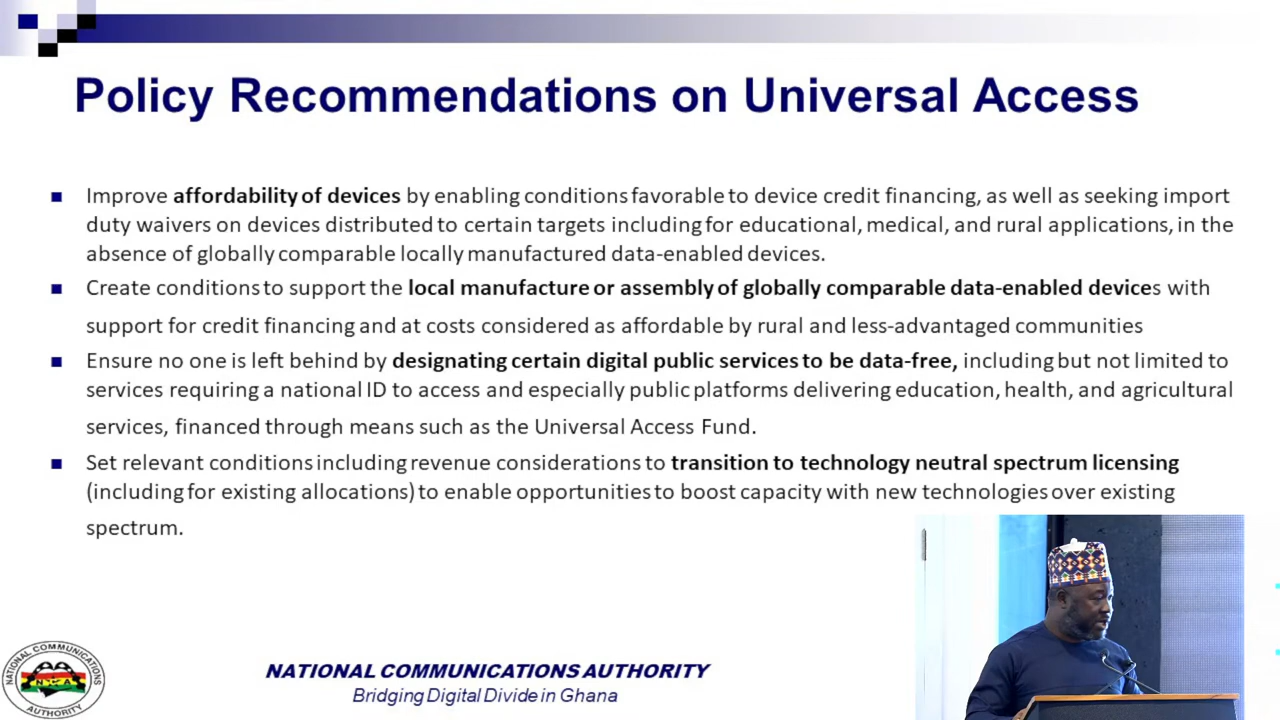 Policy Recommendations on Universal Access
Improve affordability of devices by enabling conditions favorable to device credit financing, as well as seeking import
duty waivers on devices distributed to certain targets including for educational, medical, and rural applications, in the
absence of globally comparable locally manufactured data-enabled devices.
Create conditions to support the local manufacture or assembly of globally comparable data-enabled devices with
support for credit financing and at costs considered as affordable by rural and less-advantaged communities
Ensure no one is left behind by designating certain digital public services to be data-free, including but not limited to
services requiring a national ID to access and especially public platforms delivering education, health, and agricultural
services, financed through means such as the Universal Access Fund.
Set relevant conditions including revenue considerations to transition to technology neutral spectrum licensing
(including for existing allocations) to enable opportunities to boost capacity with new technologies over existing
spectrum.
NATIONAL COMMUNICATIONS
NCA
AUTHORITY
NATIONAL COMMUNICATIONS AUTHORITY
Bridging Digital Divide in Ghana